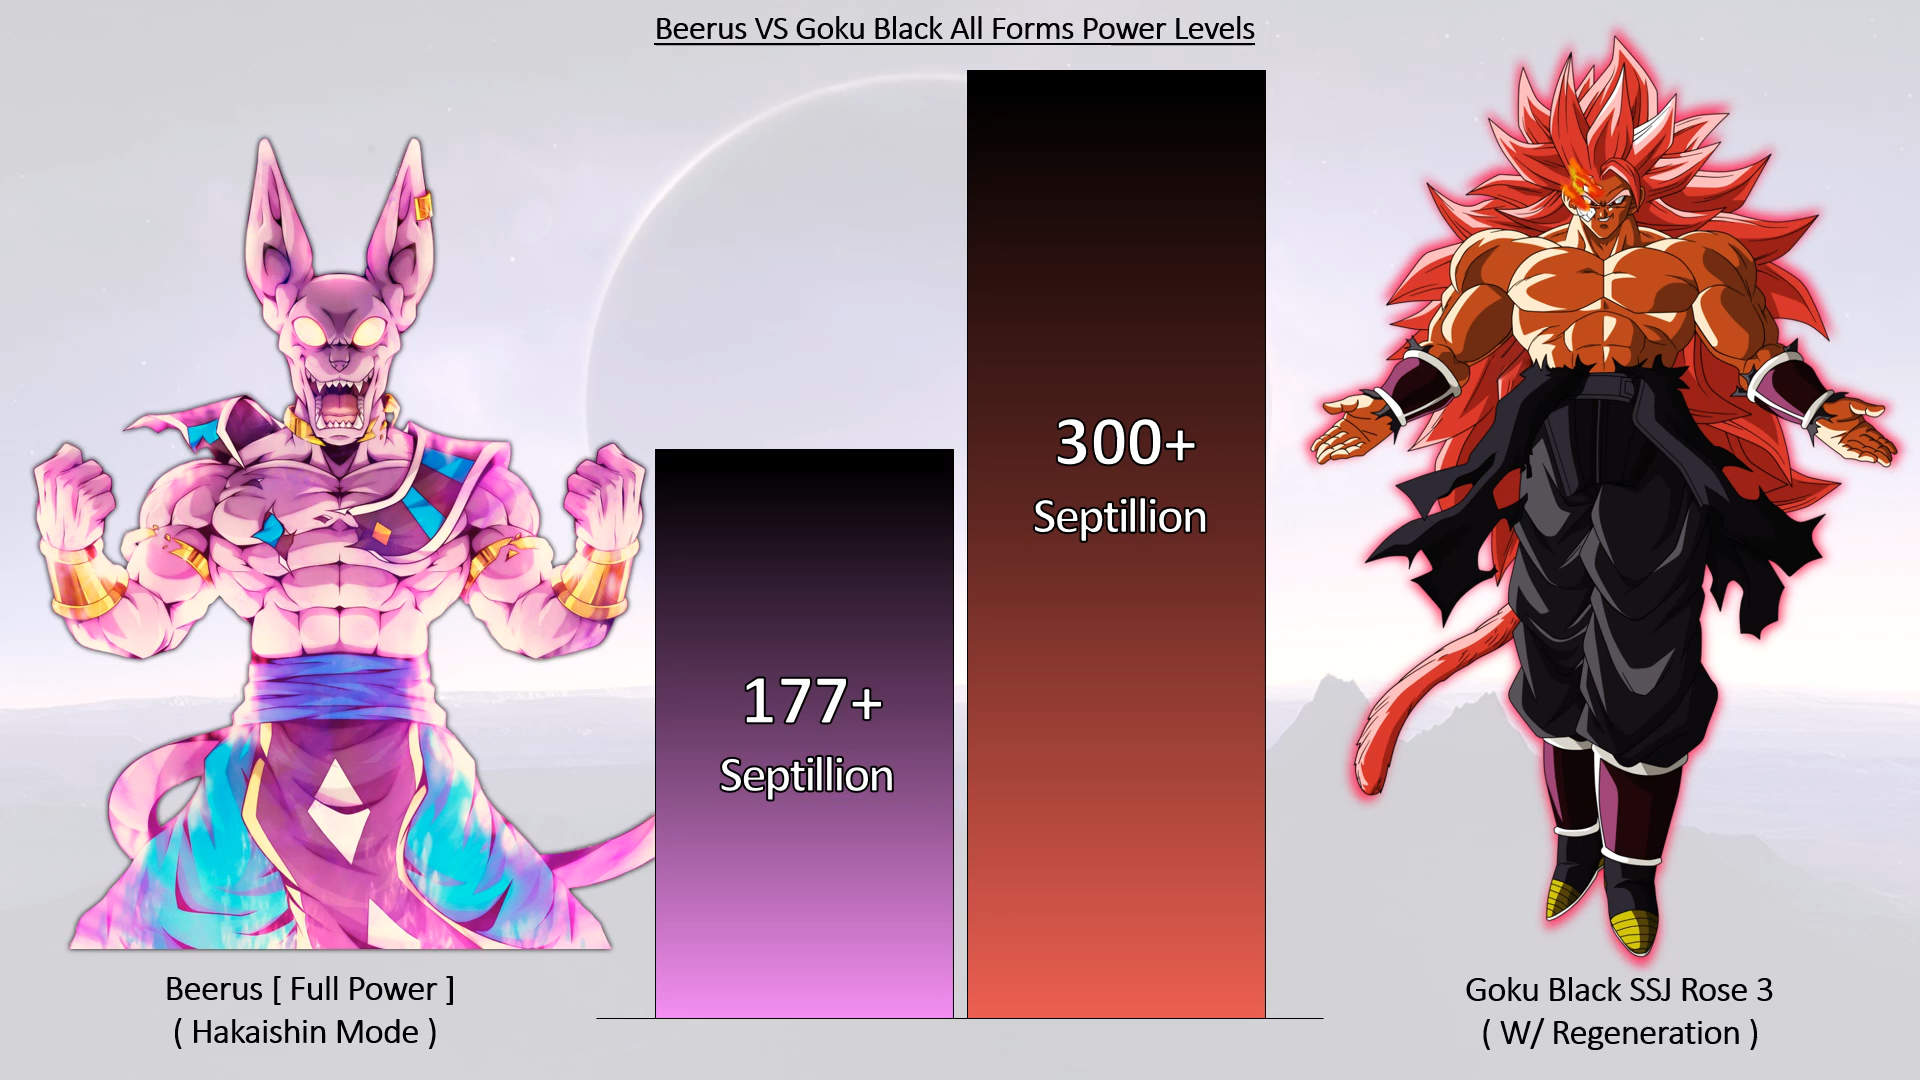 Beerus VS Goku Black All Forms Power Levels
300+
Septillion
177+
Septillion
Beerus [ Full Power ]
( Hakaishin Mode )
Goku Black SSJ Rose 3
( W/ Regeneration )